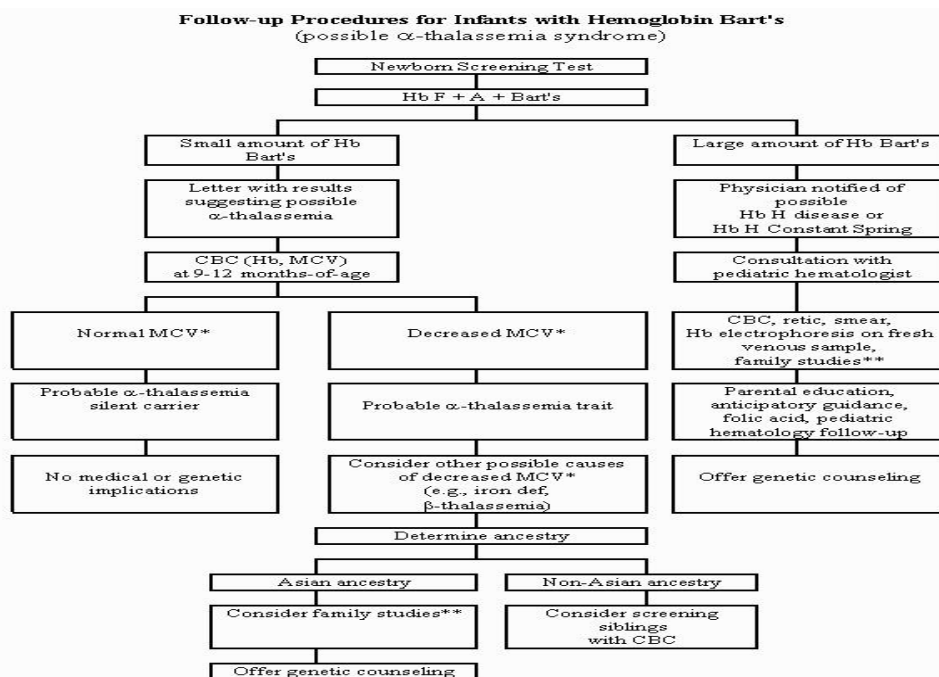 Follow-up Procedures for Infants with Hemoglobin Bart's
(possible α-thalassemia syndrome)
Newborn Screening Test
Hb F + A + Bart's
Small amount of Hb
Bart's
Letter with results
suggesting possible
α-thalassemia
CBC (Hb, MCV)
at 9-12 months-of-age
Normal MCV*
Probable α-thalassemia
silent carrier
No medical or genetic
implications
Decreased MCV*
Probable α-thalassemia trait
Consider other possible causes
of decreased MCV*
(e.g., iron def,
β-thalassemia)
Determine ancestry
Asian ancestry
Consider family studies**
Offer genetic counseling
Non-Asian ancestry
Consider screening
siblings
with CBC
Large amount of Hb Bart's
Physician notified of
possible
Hb H disease or
Hb H Constant Spring
Consultation with
pediatric hematologist
CBC, retic, smear,
Hb electrophoresis on fresh
venous sample,
family studies**
Parental education,
anticipatory guidance,
folic acid, pediatric
hematology follow-up
Offer genetic counseling